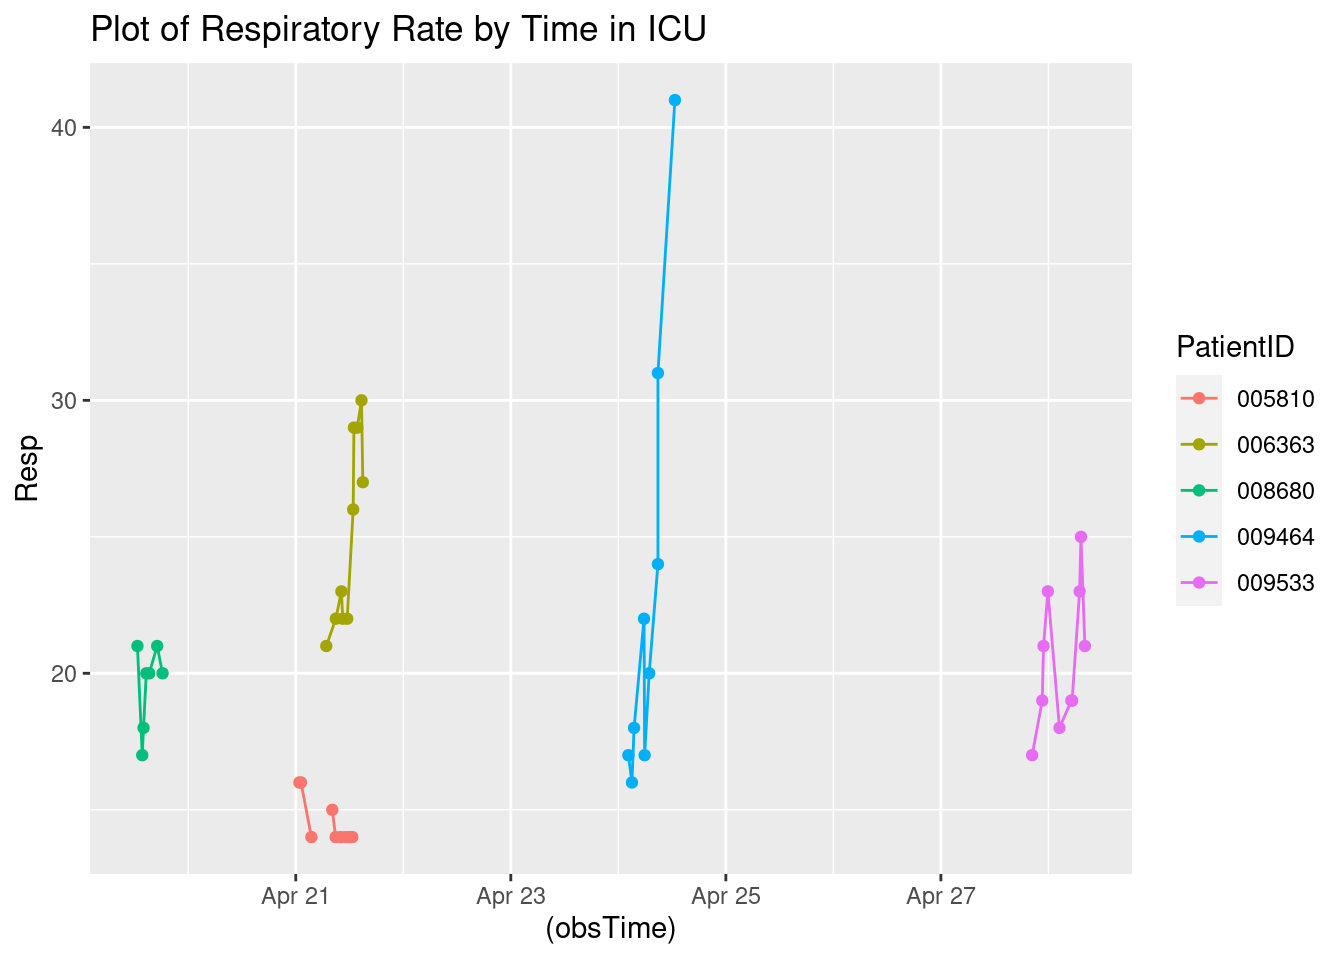 Plot of Respiratory Rate by Time in ICU
40
30
20
Resp
Apr 21
Apr 23
Apr 25
Apr 27
(obsTime)
PatientID
005810
006363
008680
009464
009533